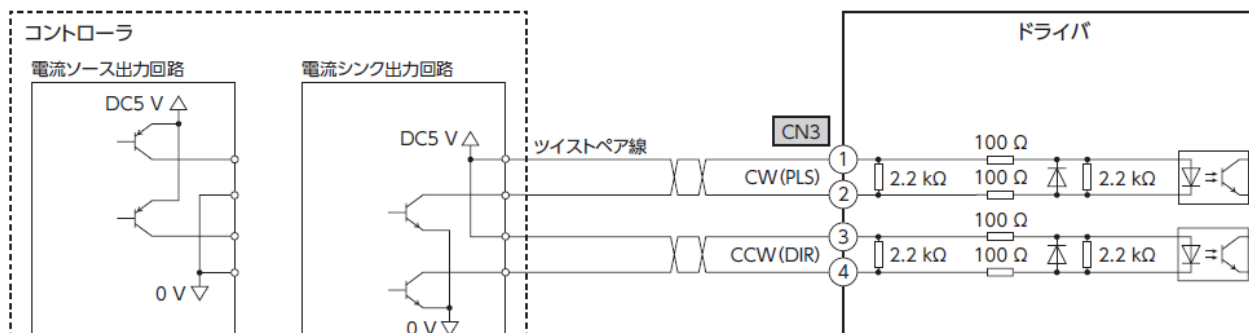 コントローラ
ドライバ
電流ソース出力回路
電流シンク出力回路
DC5 V
DC5 V
ツイストペア線
CN3
CW(PLS)
1
2
100 Ω
2.2 kΩ
100 Ω
2.2 kΩ
CCW(DIR)
3
4
100 Ω
2.2 kΩ
100 Ω
2.2 kΩ
0 V
0 V